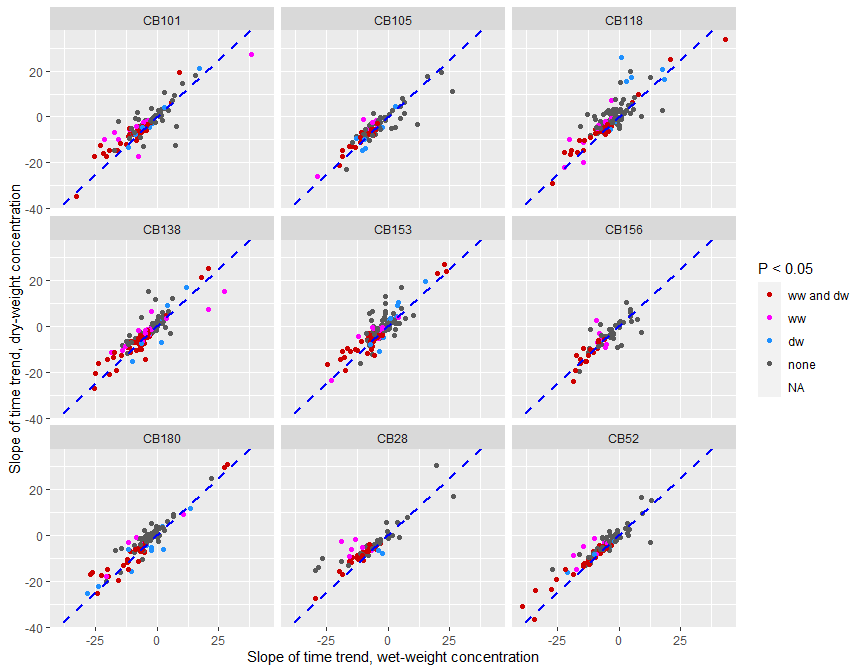 CB101 CB105 CB118
20
0
-20
-40
CB138 CB153 CB156
20
0
-20
-40
CB180 CB28 CB52
20
0
-20
-40
-25 0 25 -25 0 25 -25 0 25
Slope of time trend, wet-weight concentration
Slope of time trend, dry-weight concentration
P < 0.05
ww and dw
ww
dw
none
NA